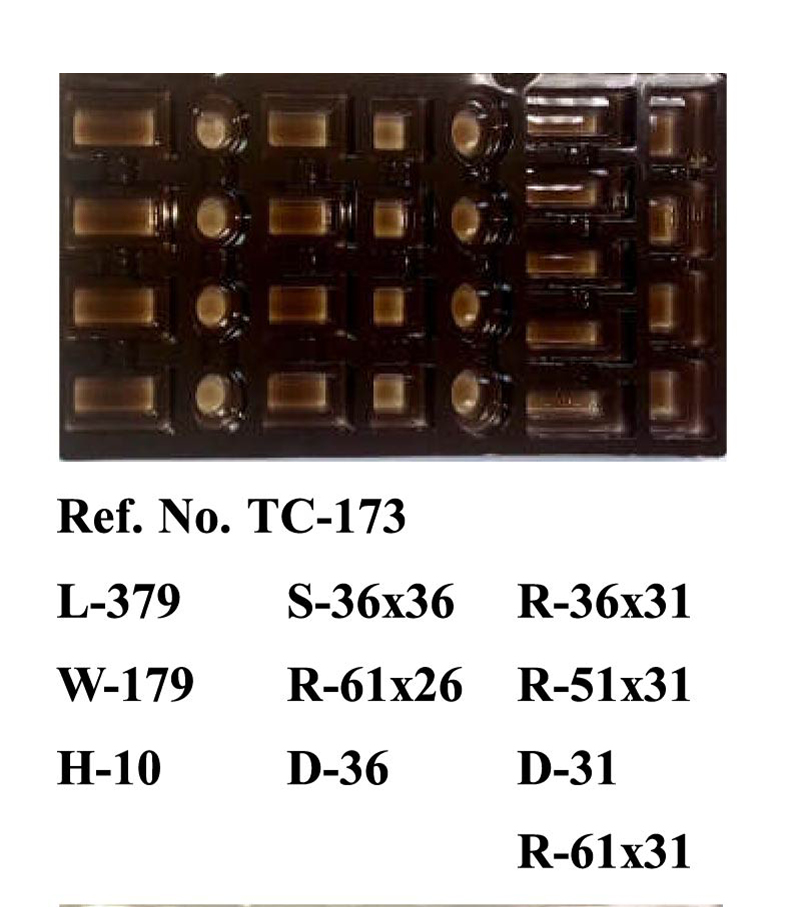 Ref. No. TC-173
L-379 S-36x36 R-36x31
W-179 R-61x26 R-51x31
H-10 D-36 D-31
R-61x31